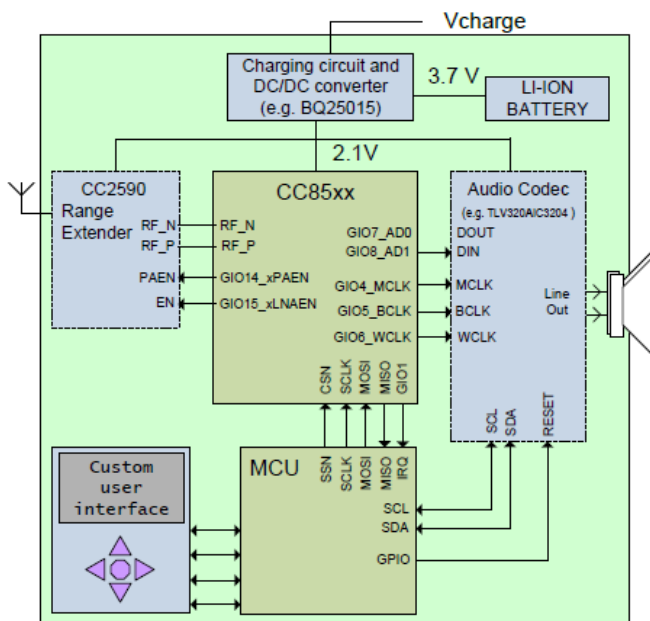 Vcharge
Charging circuit and
DC/DC converter
(e.g. BQ25015)
3.7 V
LI-ION
BATTERY
2.1V
CC2590
Range
Extender
RF_N
RF_P
PAEN
EN
CC85xx
RF_N
RF_P
GIO14_xPAEN
GIO15_xLNAEN
GIO7_AD0
GIO8_AD1
GIO4_MCLK
GIO5_BCLK
GIO6_WCLK
CSN
SCLK
MOSI
MISO
GIO1
Audio Codec
(e.g. TLV320AIC3204 )
DOUT
DIN
MCLK
BCLK
WCLK
Line
Out
SCL
SDA
RESET
Custom
user
interface
MCU
SSN
SCLK
MOSI
MISO
IRQ
SCL
SDA
GPIO